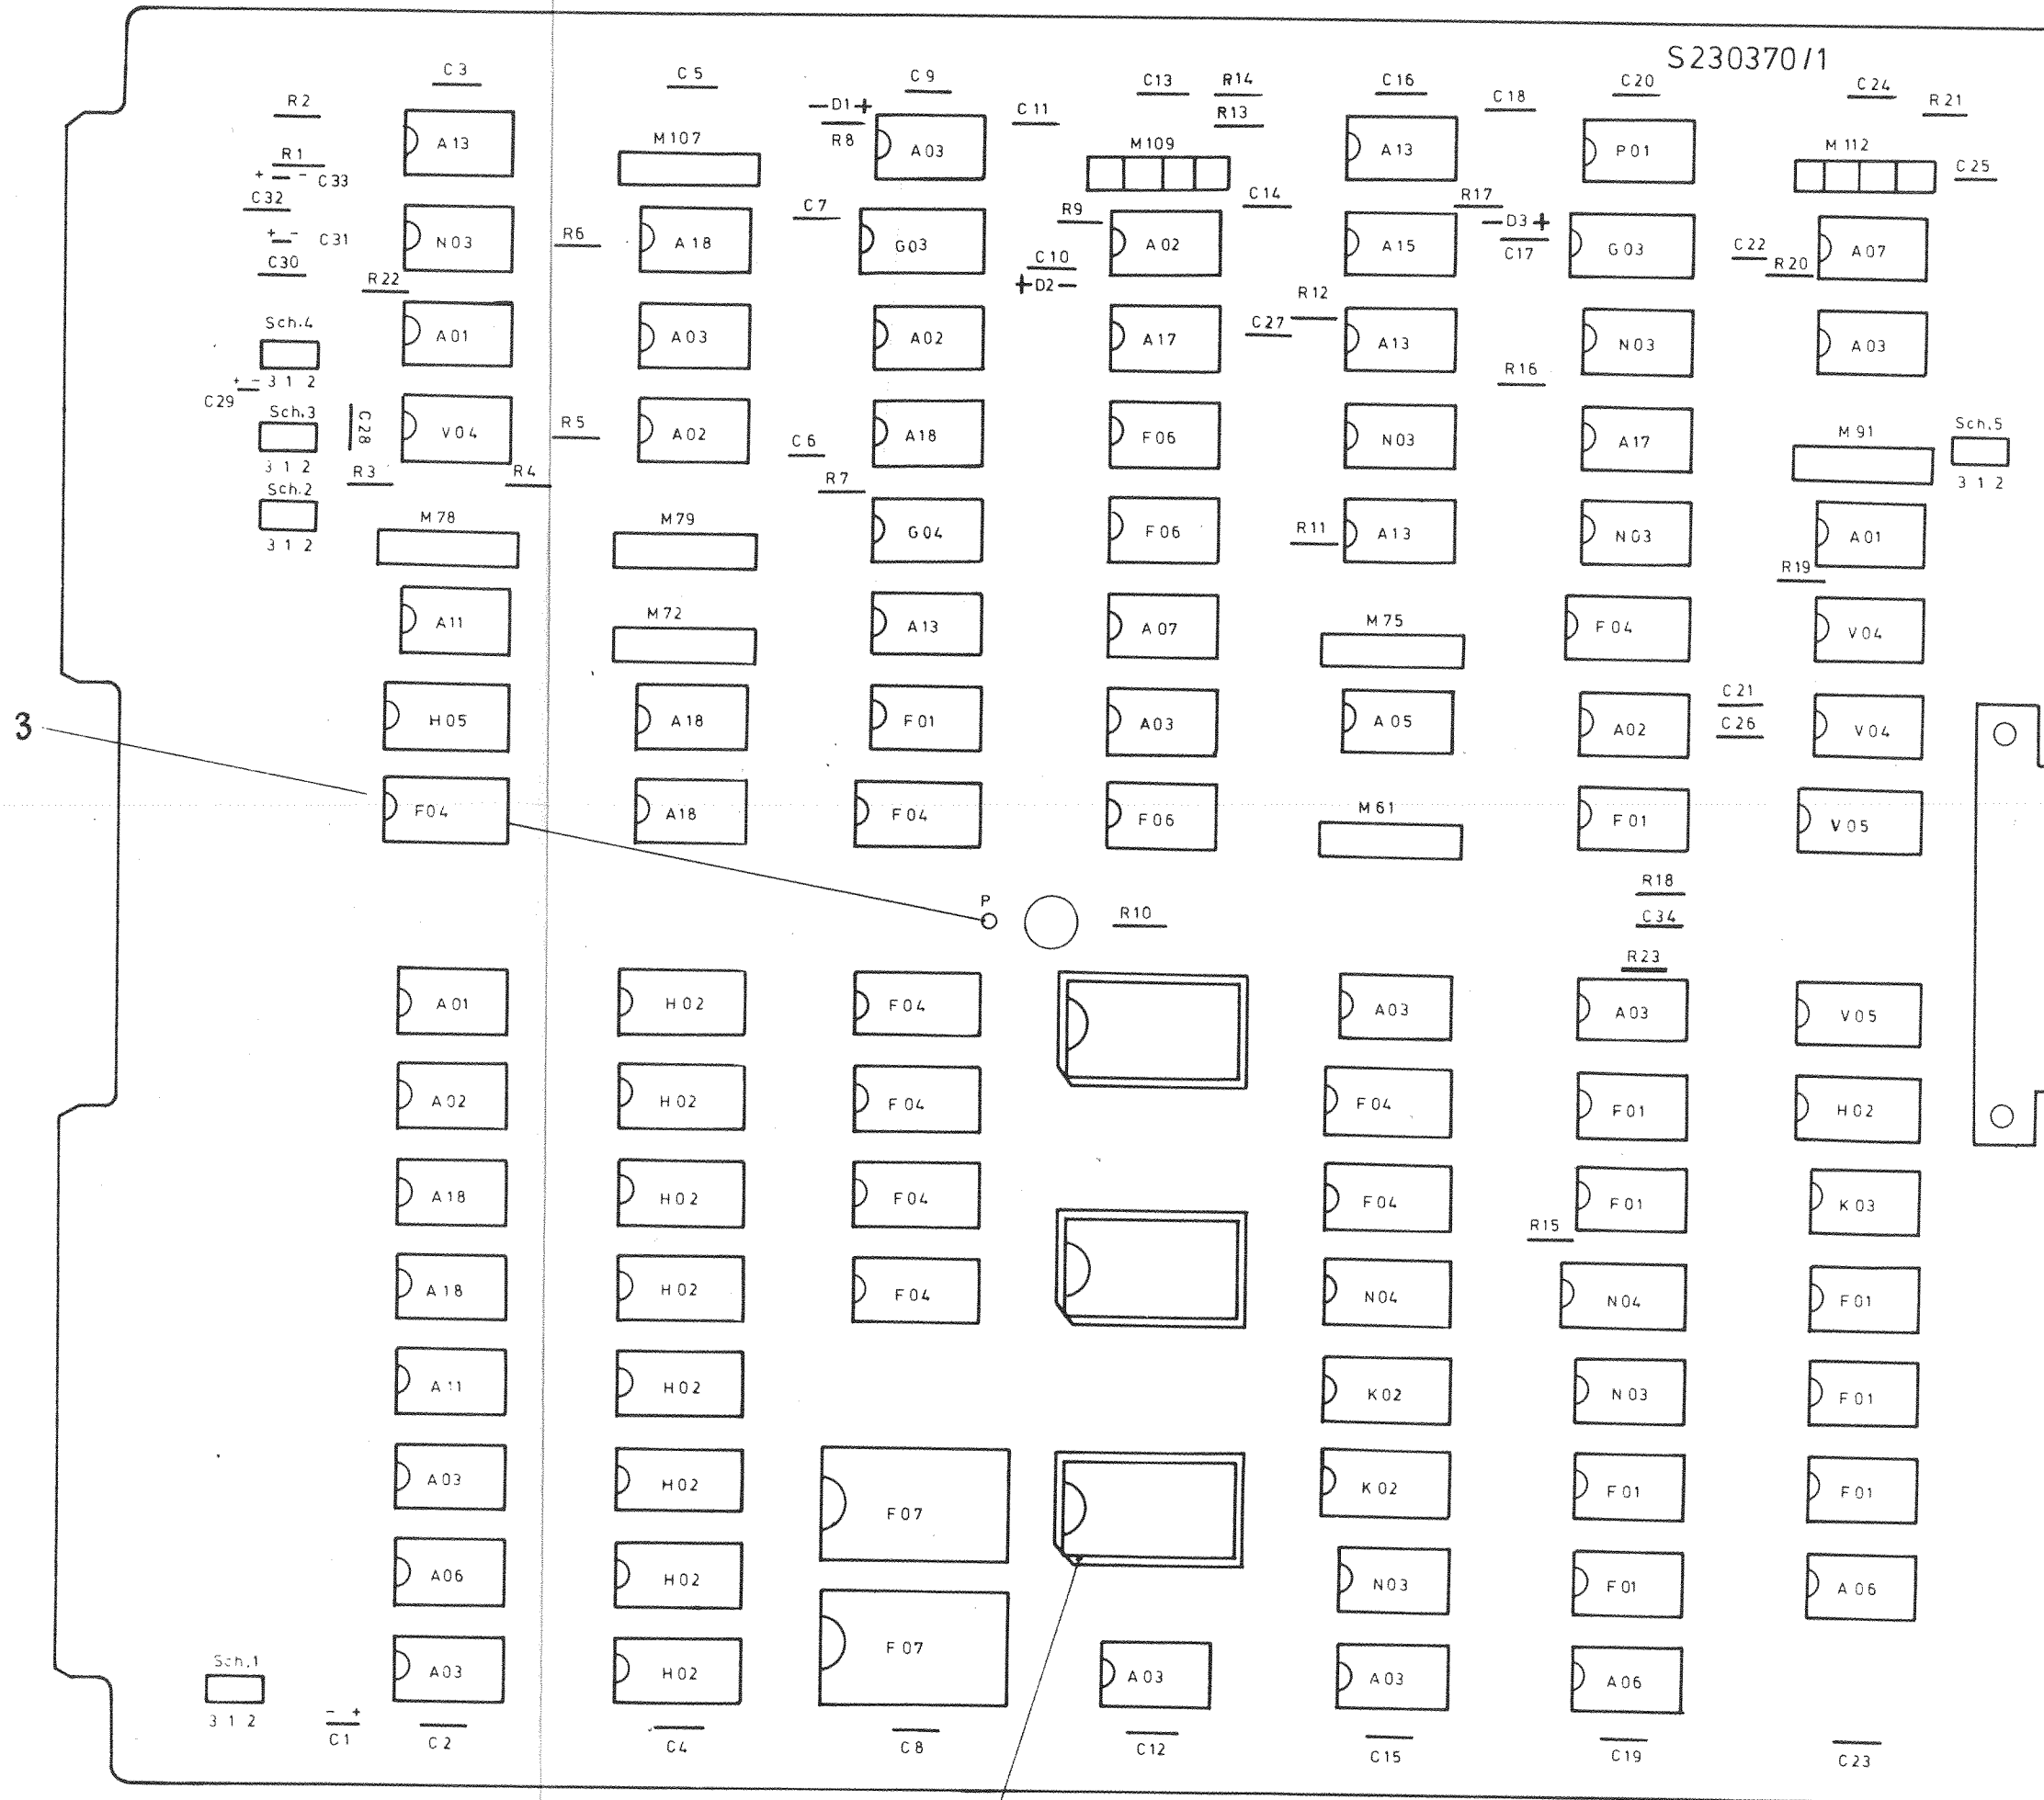 S230370/1
C3
C5
C9
C13
R14
C16
C18
C20
C24
R21
R2
D1
R8
C11
R13
A13
M107
A03
M109
A13
P01
M112
C25
R1
+ -
C33
C32
C7
R9
C14
R17
D3
C17
+ -
C31
C30
N03
R6
A18
G03
C10
D2
A02
A15
G03
C22
R20
A07
R22
R12
Sch.4
3 1 2
A01
A03
A02
A17
C27
A13
N03
A03
+ -
C29
R16
Sch.3
3 1 2
C28
V04
R5
A02
C6
A18
F06
N03
A17
M91
Sch.5
3 1 2
R3
R4
R7
Sch.2
3 1 2
M78
M79
G04
F06
R11
A13
N03
A01
R19
A11
M72
A13
A07
M75
F04
V04
H05
A18
F01
A03
A05
A02
C21
C26
V04
3
F04
A18
F04
F06
M61
F01
V05
P
R10
R18
C34
R23
A01
H02
F04
A03
A03
V05
A02
H02
F04
F04
F01
H02
A18
H02
F04
F04
R15
F01
K03
A18
H02
F04
N04
N04
F01
A11
H02
K02
N03
F01
A03
H02
F07
K02
F01
F01
A06
H02
N03
F01
A06
Sch.1
3 1 2
A03
H02
F07
A03
A03
A06
- +
C1
C2
C4
C8
C12
C15
C19
C23